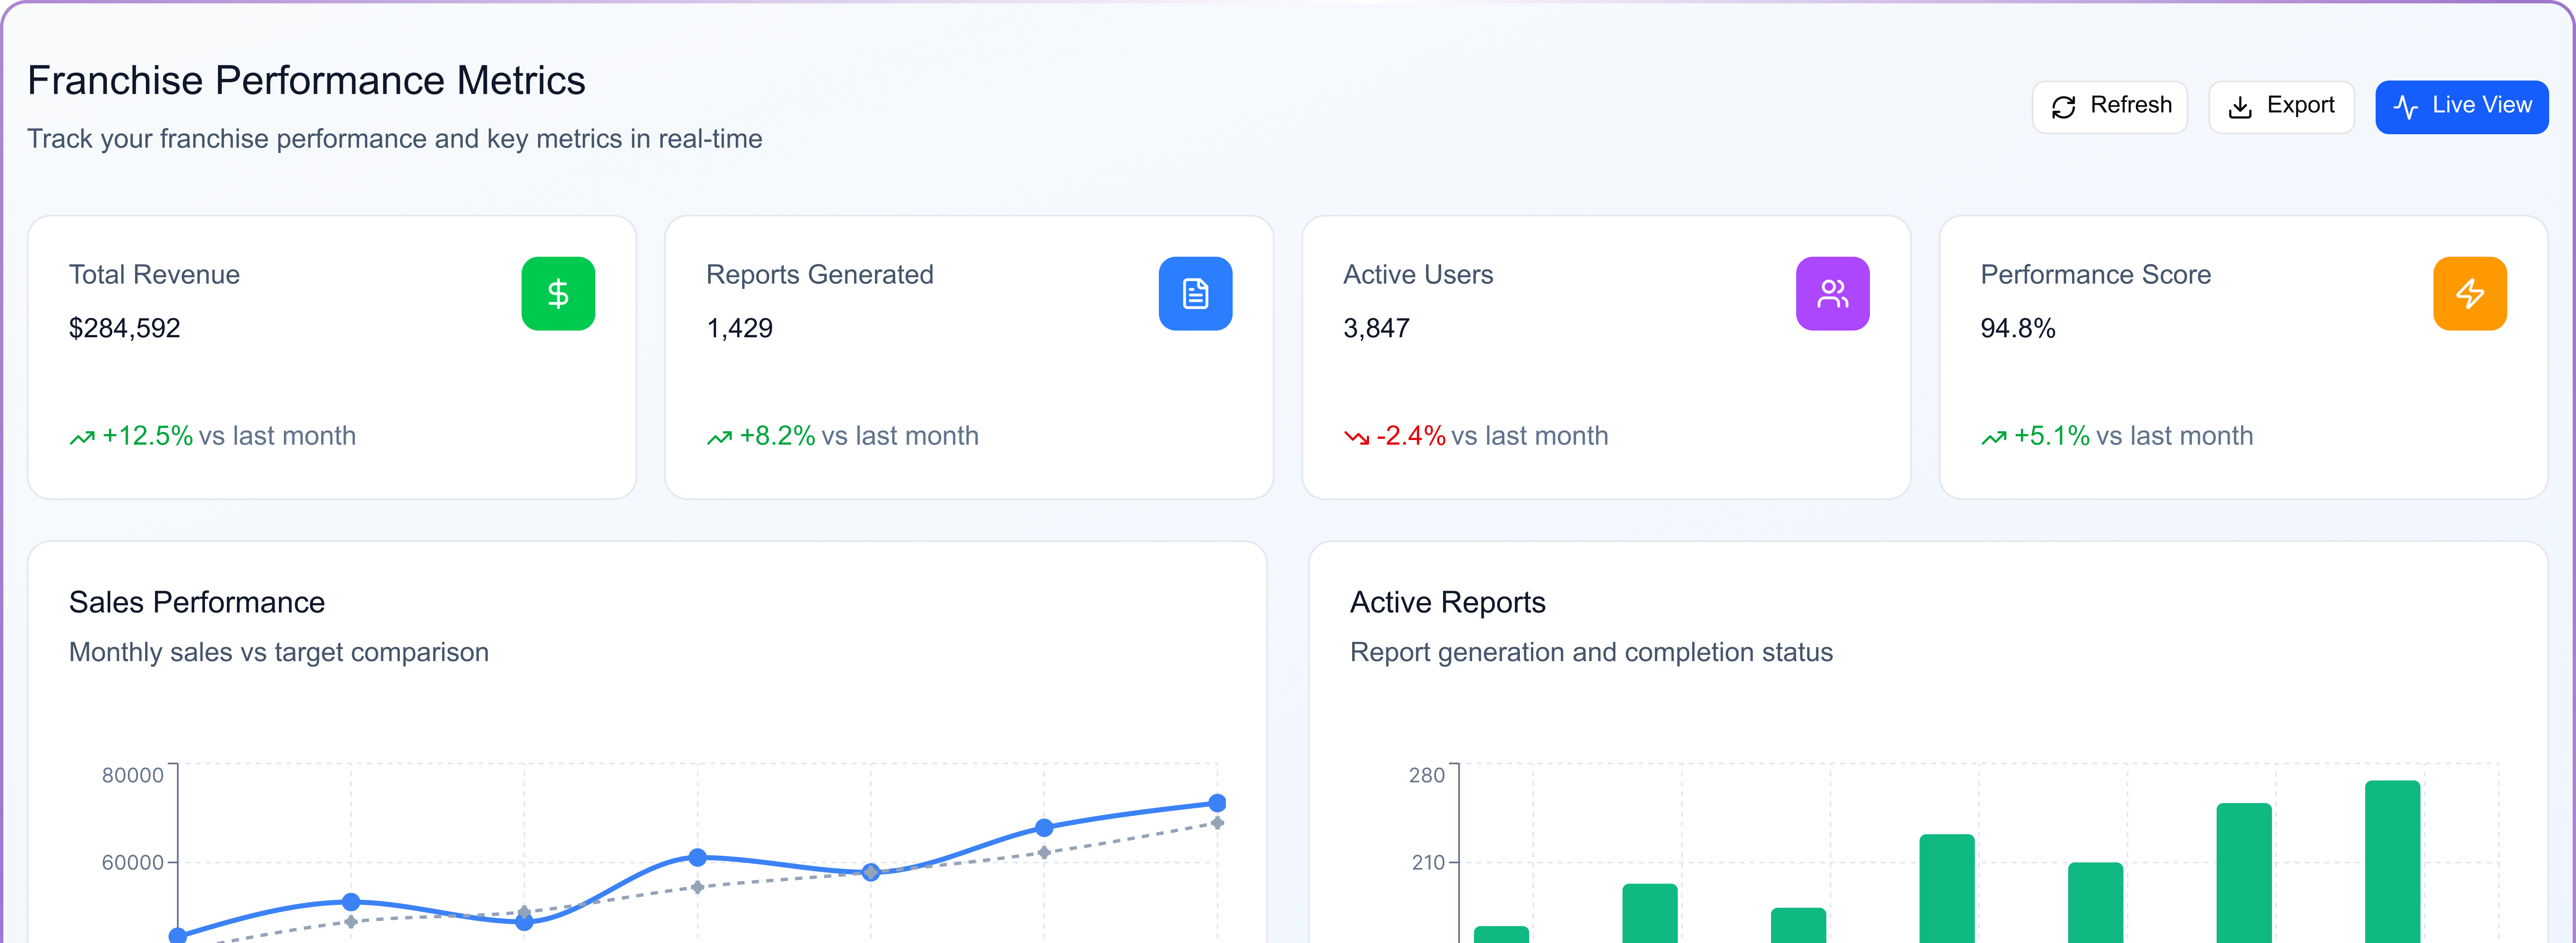 Franchise Performance Metrics
Track your franchise performance and key metrics in real-time
Refresh
Export
Live View
Total Revenue
$284,592
+12.5% vs last month
Reports Generated
1,429
+8.2% vs last month
Active Users
3,847
-2.4% vs last month
Performance Score
94.8%
+5.1% vs last month
Sales Performance
Monthly sales vs target comparison
80000
60000
Active Reports
Report generation and completion status
280
210